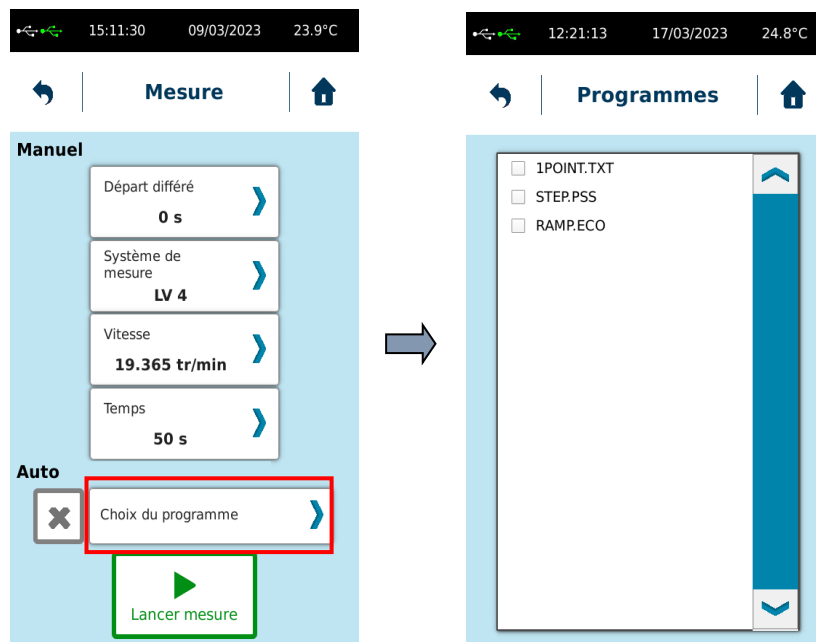 15:11:30 09/03/2023 23.9°C
Mesure
Manuel
Départ différé
0 s
Système de
mesure
LV 4
Vitesse
19.365 tr/min
Temps
50 s
Auto
Choix du programme
Lancer mesure
12:21:13 17/03/2023 24.8°C
Programmes
1POINT.TXT
STEP.PSS
RAMP.ECO